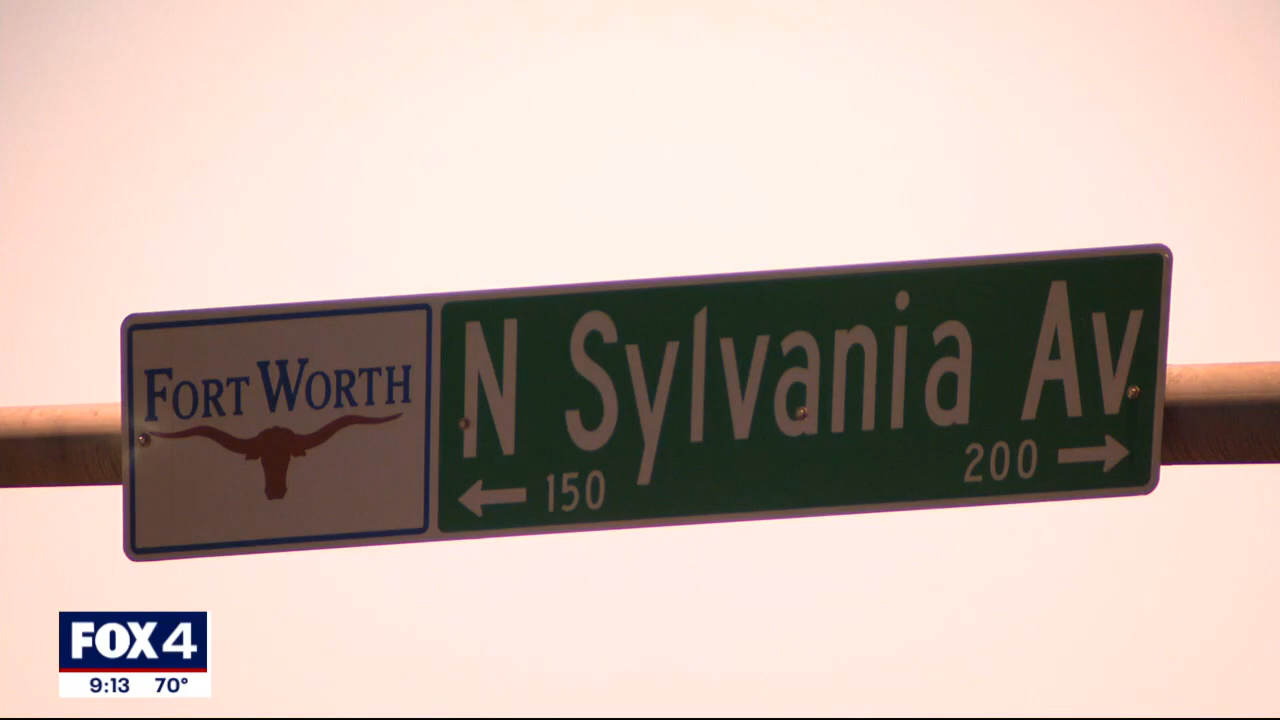 FORT WORTH
N Sylvania Av
← 150
200 →
FOX 4
9:13 70°